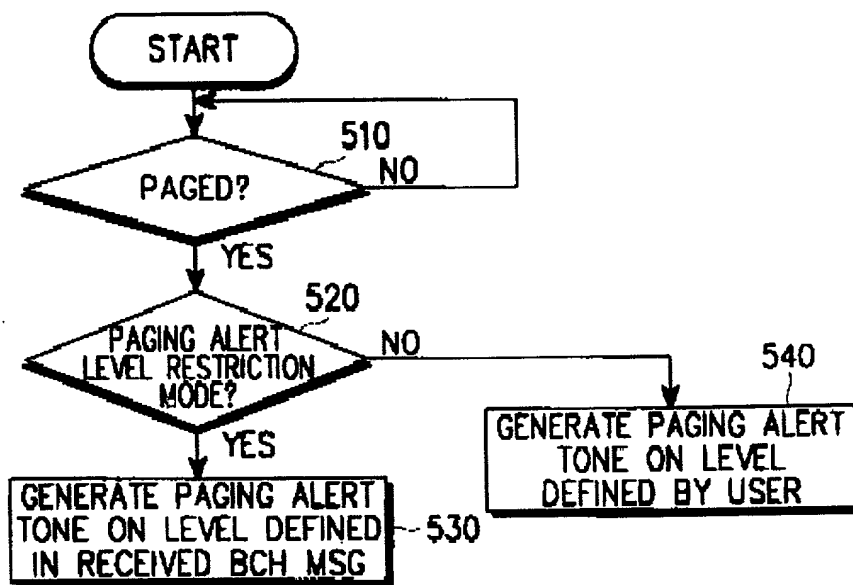 START
510
PAGED?
NO
YES
520
PAGING ALERT
LEVEL RESTRICTION
MODE?
NO
YES
540
GENERATE PAGING ALERT
TONE ON LEVEL
DEFINED BY USER
GENERATE PAGING ALERT
TONE ON LEVEL DEFINED
IN RECEIVED BCH MSG
530